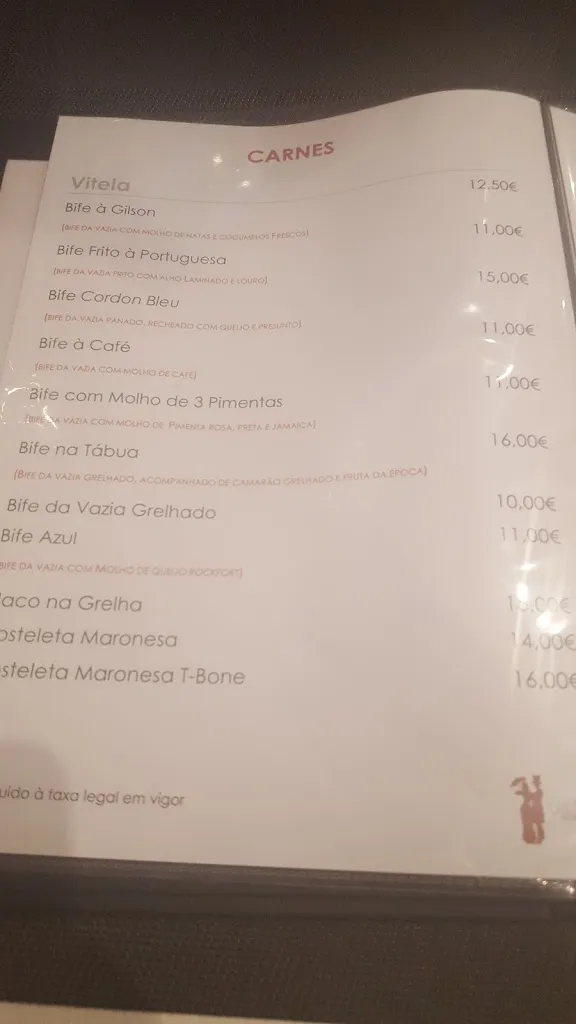 CARNES
Vitela
Bife à Gilson 12,50€
(BIFE DA VAZIA COM MOLHO DE NATAS E COGUMELOS FRESCOS)
Bife Frito à Portuguesa 11,00€
(BIFE DA VAZIA FRITO COM ALHO LAMINADO E LOURO)
Bife Cordon Bleu 15,00€
(BIFE DA VAZIA PANADO, RECHEADO COM QUEIJO E PRESUNTO)
Bife à Café 11,00€
(BIFE DA VAZIA COM MOLHO DE CAFÉ)
Bife com Molho de 3 Pimentas 11,00€
(BIFE DA VAZIA COM MOLHO DE PIMENTA ROSA, PRETA E JAMAICA)
Bife na Tábua 16,00€
(BIFE DA VAZIA GRELHADO, ACOMPANHADO DE CAMARÃO GRELHADO E FRUTA DA ÉPOCA)
Bife da Vazia Grelhado 10,00€
Bife Azul 11,00€
BIFE DA VAZIA COM MOLHO DE QUEIJO ROCKFORT)
naco na Grelha
osteleta Maronesa 14,00€
steleta Maronesa T-Bone 16,00€
uído à taxa legal em vigor